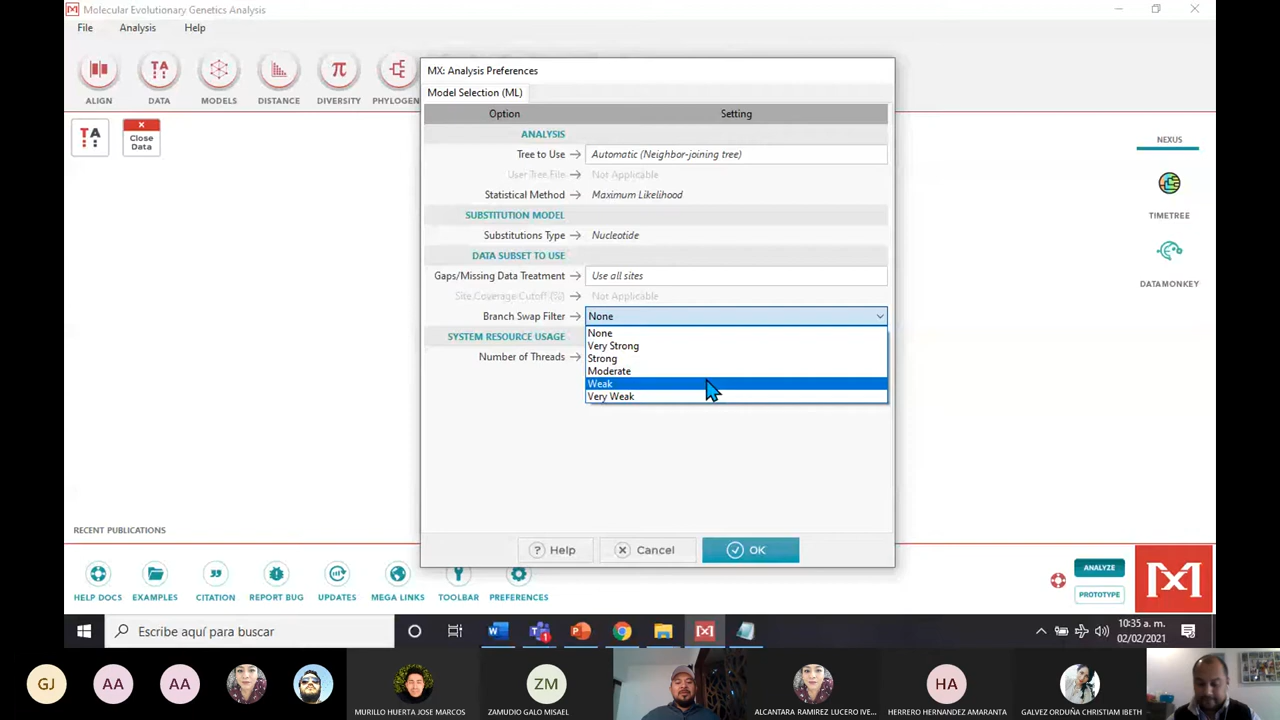 Molecular Evolutionary Genetics Analysis
File Analysis Help
ALIGN DATA MODELS DISTANCE DIVERSITY PHYLOGEN
TA
Close
Data
MX: Analysis Preferences
Model Selection (ML)
Option Setting
ANALYSIS
Tree to Use → Automatic (Neighbor-joining tree)
User Tree File → Not Applicable
Statistical Method → Maximum Likelihood
SUBSTITUTION MODEL
Substitutions Type → Nucleotide
DATA SUBSET TO USE
Gaps/Missing Data Treatment → Use all sites
Site Coverage Cutoff (%) → Not Applicable
Branch Swap Filter → None
SYSTEM RESOURCE USAGE
Number of Threads →
None
Very Strong
Strong
Moderate
Weak
Very Weak
Help Cancel OK
NEXUS
TIMETREE
DATAMONKEY
RECENT PUBLICATIONS
HELP DOCS EXAMPLES CITATION REPORT BUG UPDATES MEGA LINKS TOOLBAR PREFERENCES
ANALYZE
PROTOTYPE
Escribe aquí para buscar
10:35 a. m.
02/02/2021
GJ AA AA ZM HA
MURILLO HUERTA JOSE MARCOS
ZAMUDIO GALO MISAEL
ALCANTARA RAMIREZ LUCERO IVE...
HERRERO HERNANDEZ AMARANTA
GALVEZ ORDUÑA CHRISTIAM IBETH